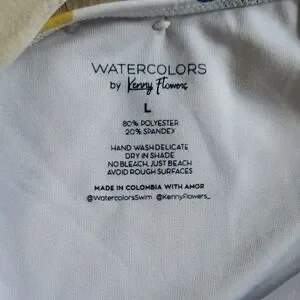 WATERCOLORS
by Kenny Flowers
L
80% POLYESTER
20% SPANDEX
HAND WASH DELICATE
DRY IN SHADE
NO BLEACH, JUST BEACH
AVOID ROUGH SURFACES
MADE IN COLOMBIA WITH AMOR
@WatercolorsSwim @KennyFlowers_